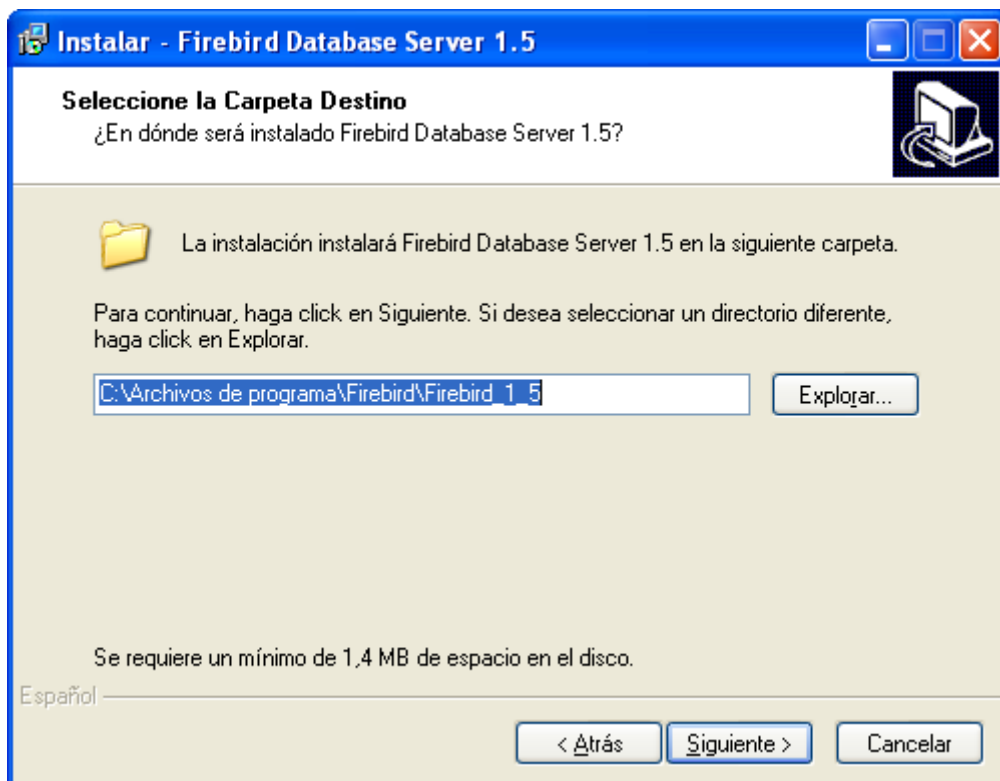 Instalar - Firebird Database Server 1.5
Seleccione la Carpeta Destino
¿En dónde será instalado Firebird Database Server 1.5?
La instalación instalará Firebird Database Server 1.5 en la siguiente carpeta.
Para continuar, haga click en Siguiente. Si desea seleccionar un directorio diferente,
haga click en Explorar.
C:\Archivos de programa\Firebird\Firebird_1_5
Explorar...
Se requiere un mínimo de 1,4 MB de espacio en el disco.
Español
< Atrás
Siguiente >
Cancelar